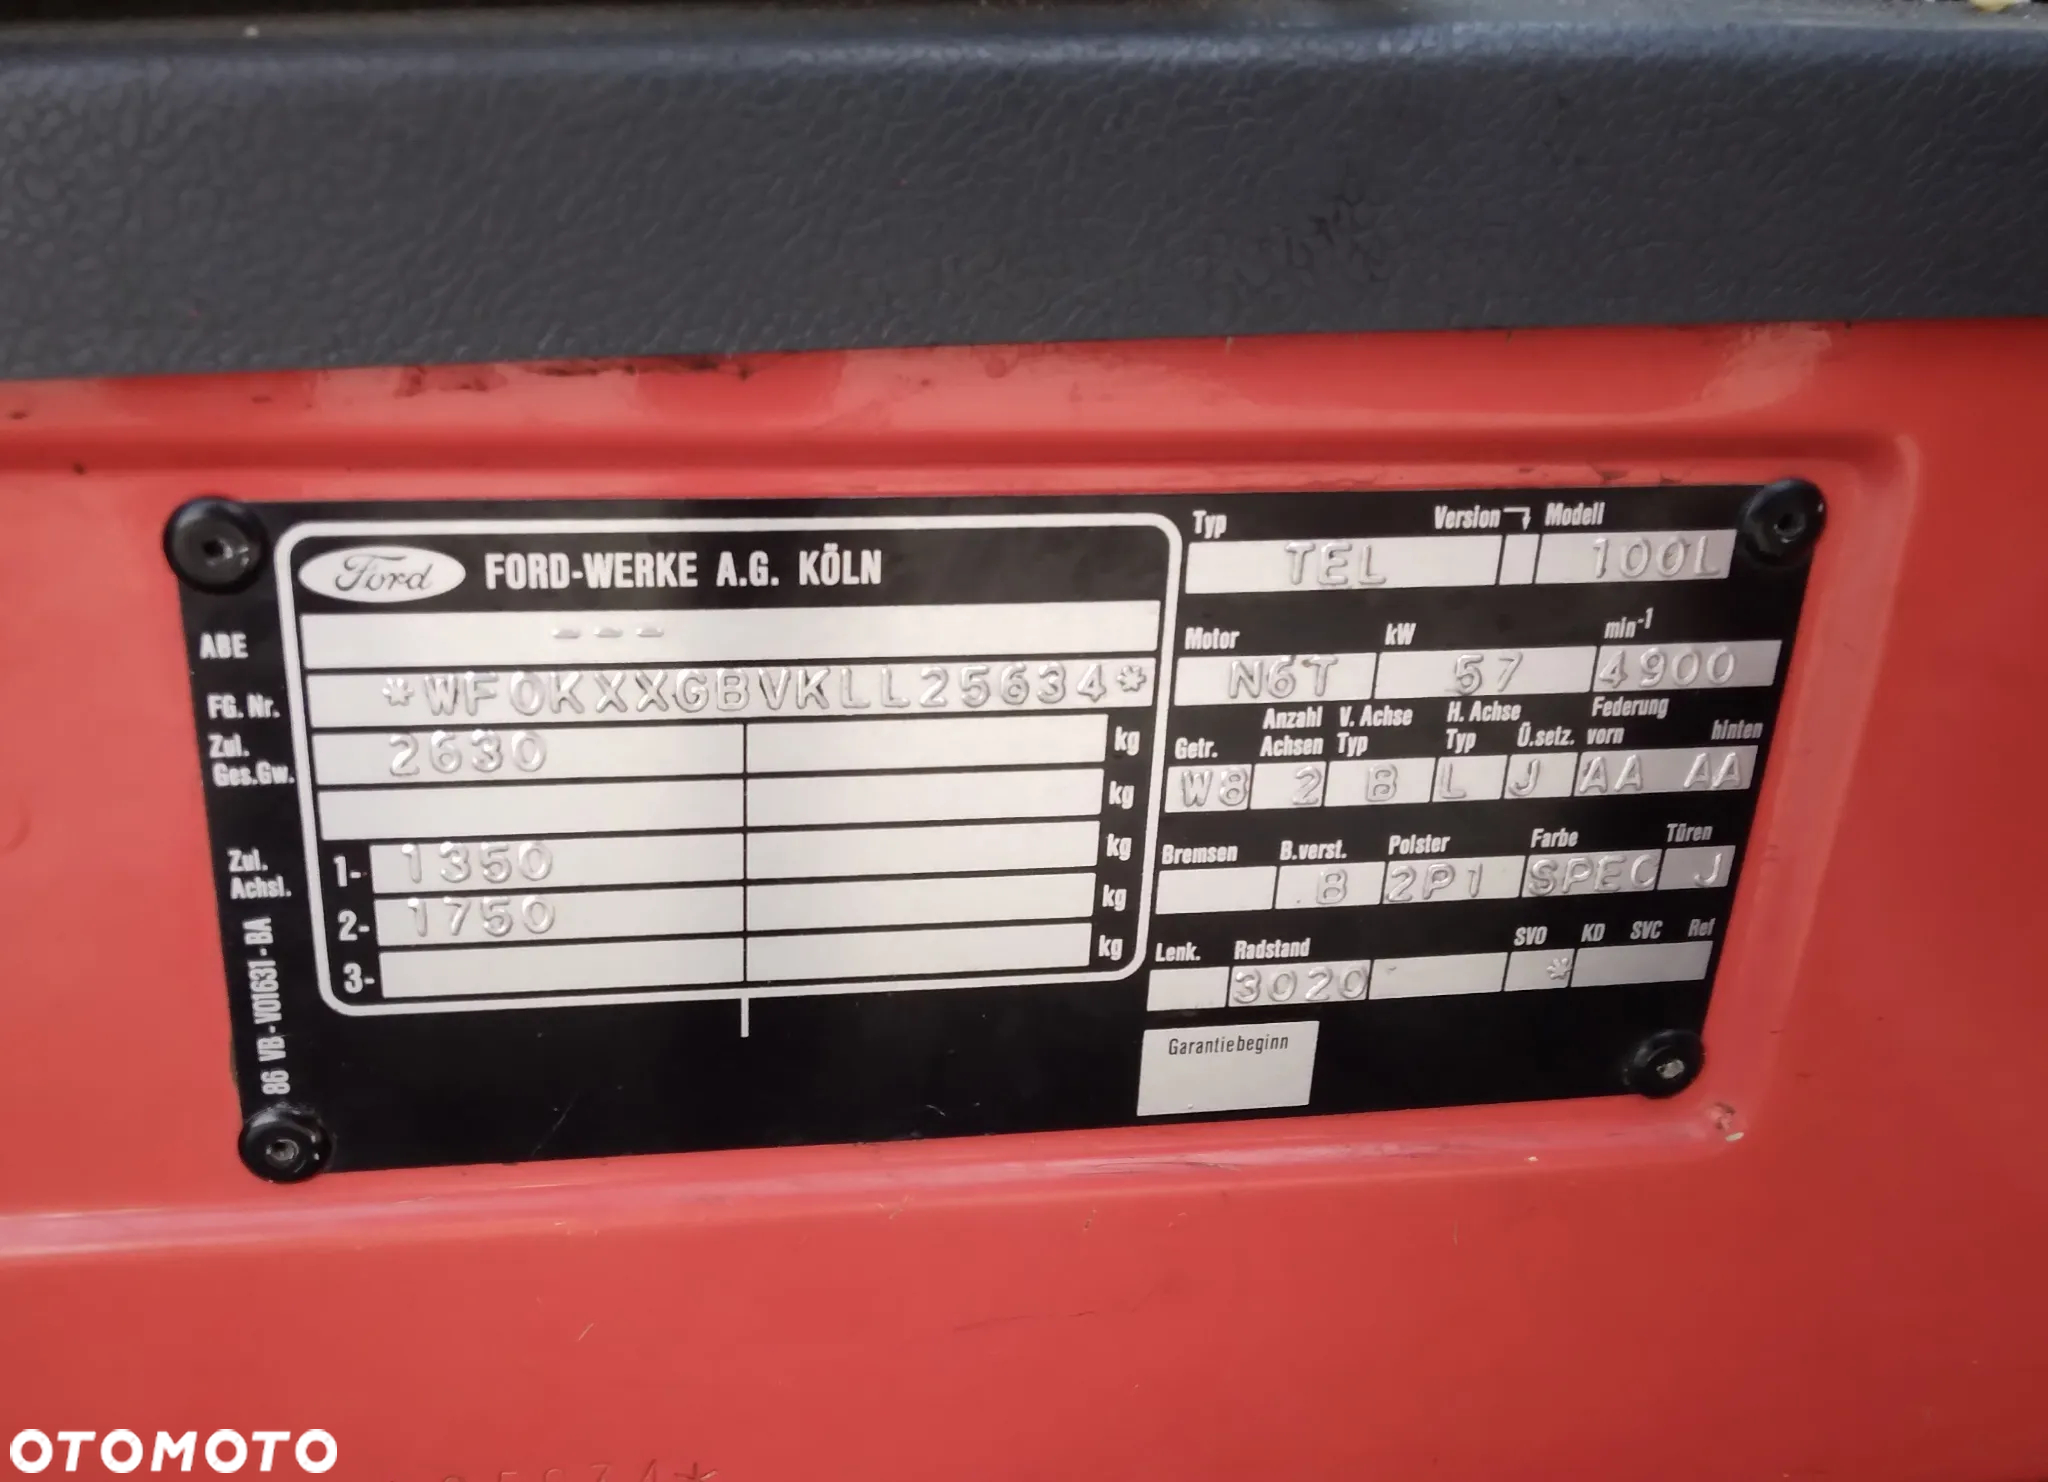 Ford FORD-WERKE A.G. KÖLN
ABE ---
FG. Nr. *WF0KXXGBVKLL25634*
Zul. Ges.Gw. 2630 kg
kg
Zul. Achsl. 1- 1350 kg
2- 1750 kg
3- kg
86 VB-V01631-BA
Typ Version Modell
TEL 100L
Motor kW min-1
N6T 57 4900
Getr. Anzahl Achsen V. Achse Typ H. Achse Typ Ü.setz. Federung vorn hinten
W8 2 B L J AA AA
Bremsen B.verst. Polster Farbe Türen
B 2P1 SPEC J
Lenk. Radstand SVO KD SVC Ref
3020 *
Garantiebeginn
OTOMOTO